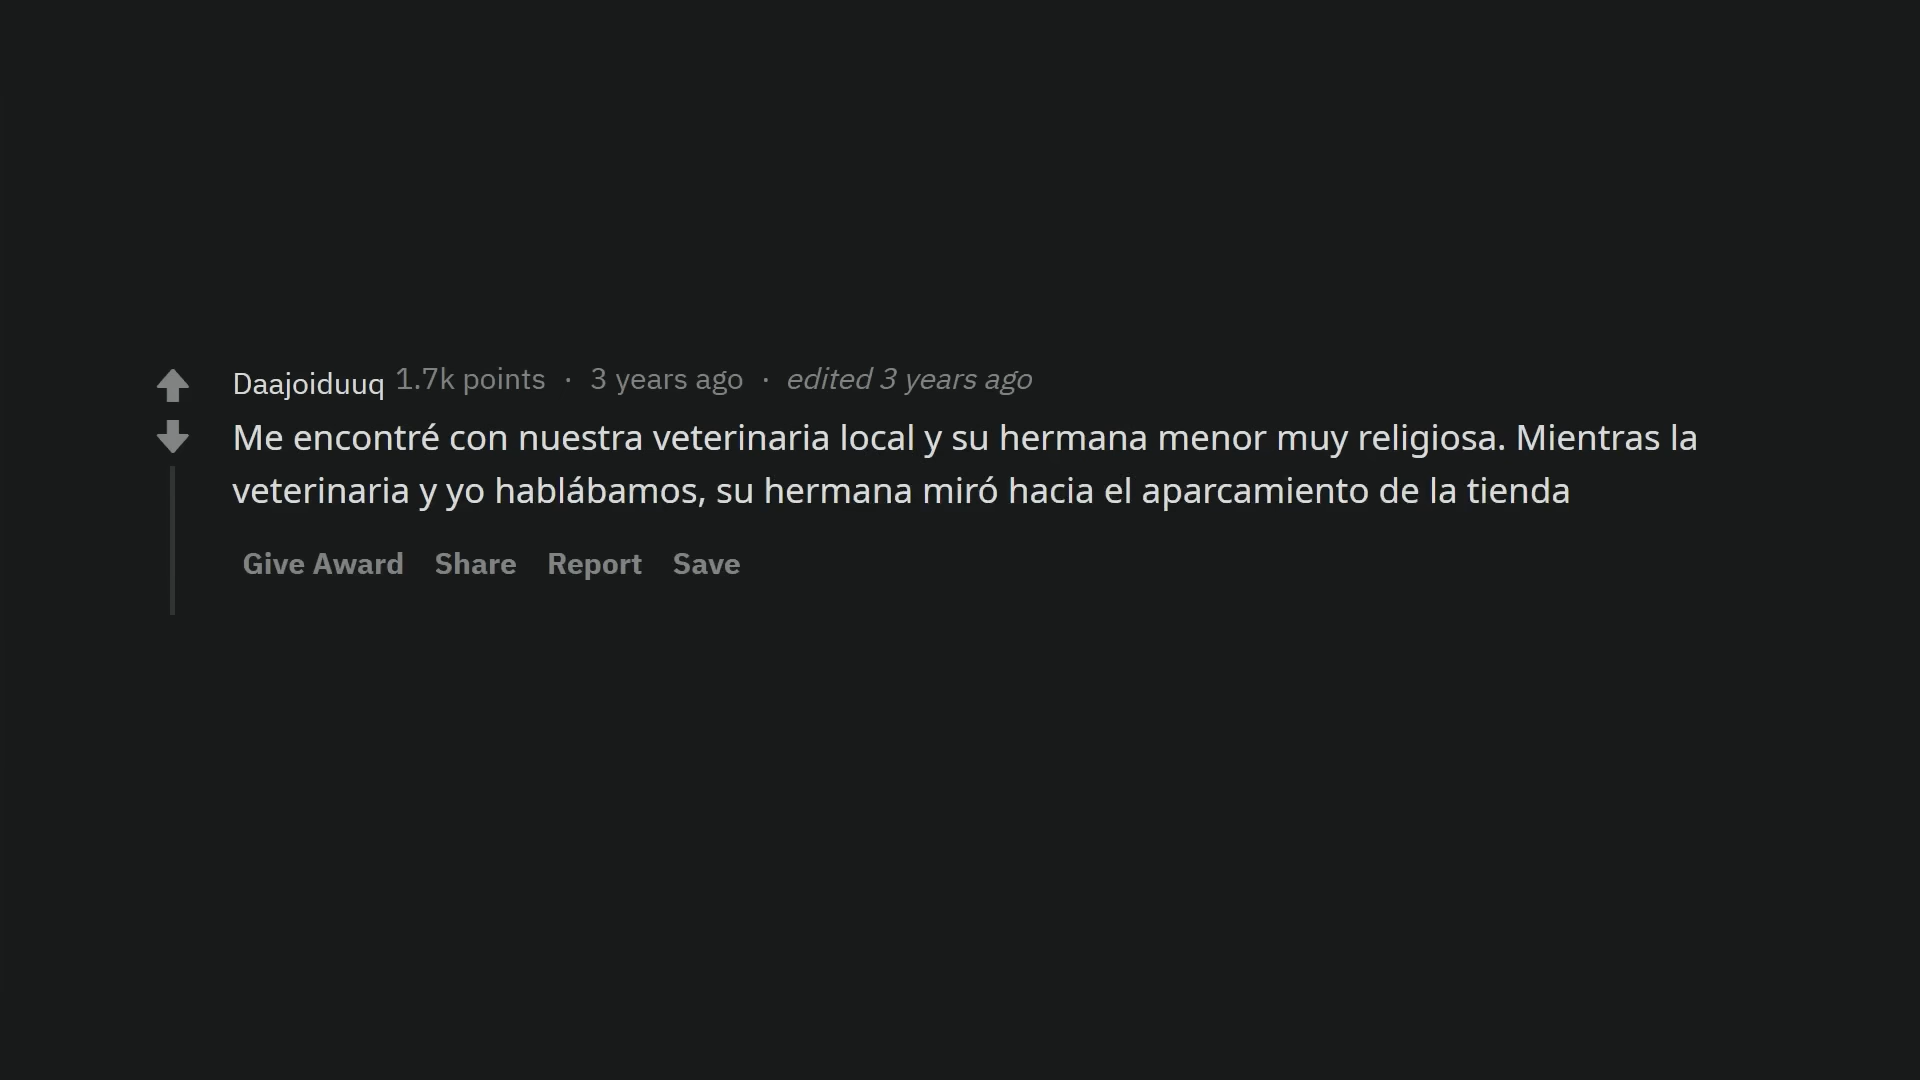 Daajoiduuq 1.7k points · 3 years ago · edited 3 years ago
Me encontré con nuestra veterinaria local y su hermana menor muy religiosa. Mientras la
veterinaria y yo hablábamos, su hermana miró hacia el aparcamiento de la tienda
Give Award Share Report Save